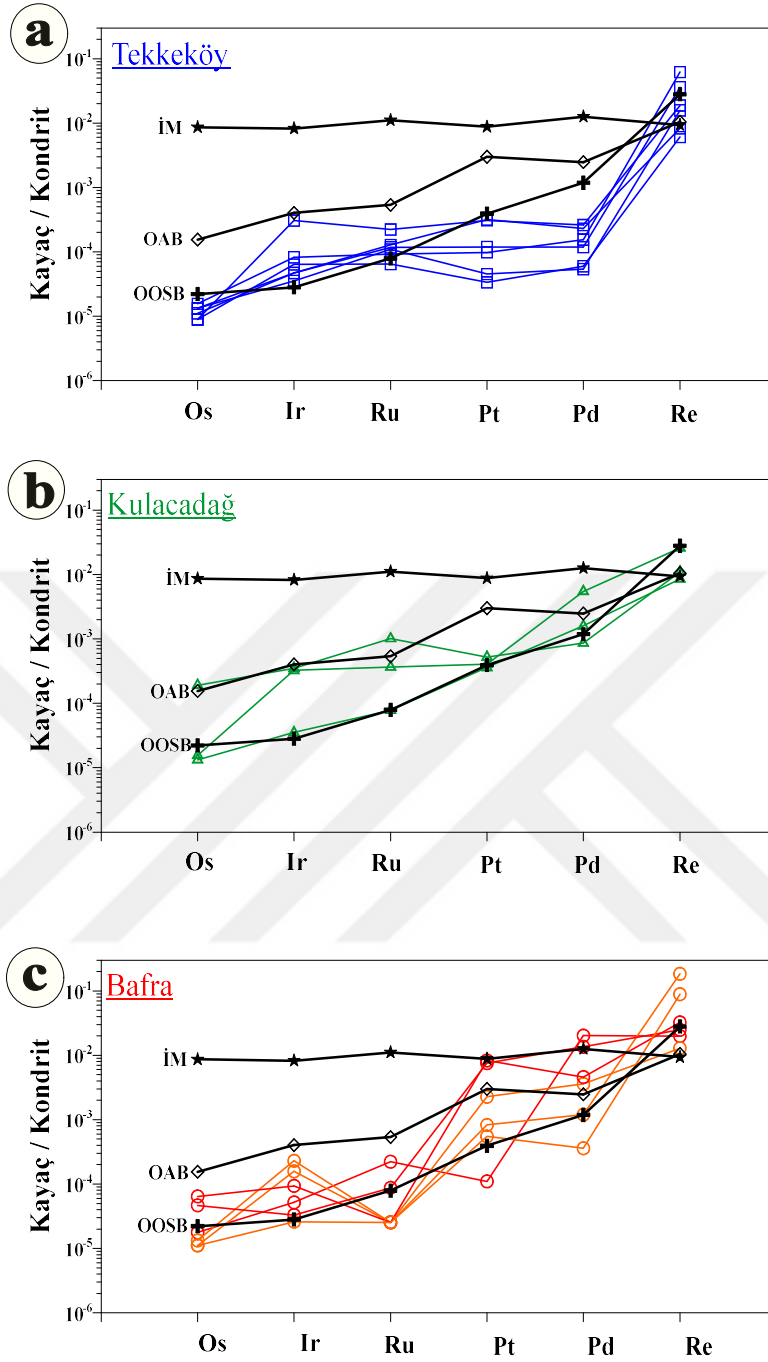 a
Tekkeköy
Kayaç / Kondrit
10-1
10-2
10-3
10-4
10-5
10-6
İM
OAB
OOSB
Os Ir Ru Pt Pd Re
b
Kulacadağ
Kayaç / Kondrit
10-1
10-2
10-3
10-4
10-5
10-6
İM
OAB
OOSB
Os Ir Ru Pt Pd Re
c
Bafra
Kayaç / Kondrit
10-1
10-2
10-3
10-4
10-5
10-6
İM
OAB
OOSB
Os Ir Ru Pt Pd Re